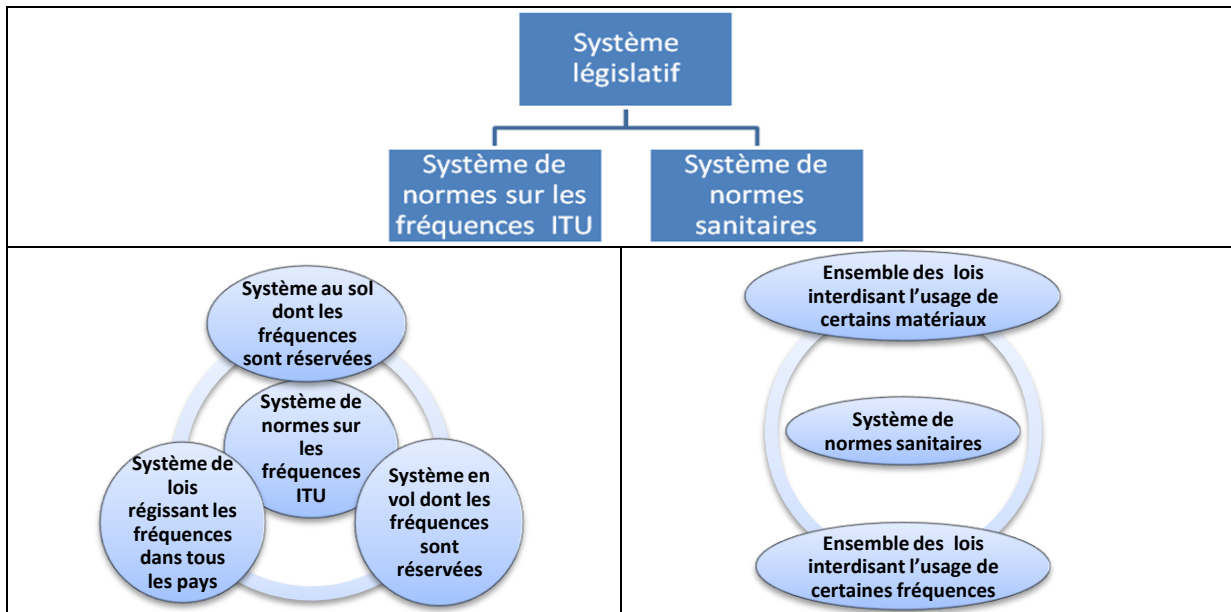 Système
législatif
Système de
normes sur les
fréquences ITU
Système de
normes
sanitaires
Système au sol
dont les
fréquences
sont réservées
Système de
normes sur
les
fréquences
ITU
Système de
lois
régissant les
fréquences
dans tous
les pays
Système en
vol dont les
fréquences
sont
réservées
Ensemble des lois
interdisant l'usage de
certains matériaux
Système de
normes sanitaires
Ensemble des lois
interdisant l'usage de
certaines fréquences